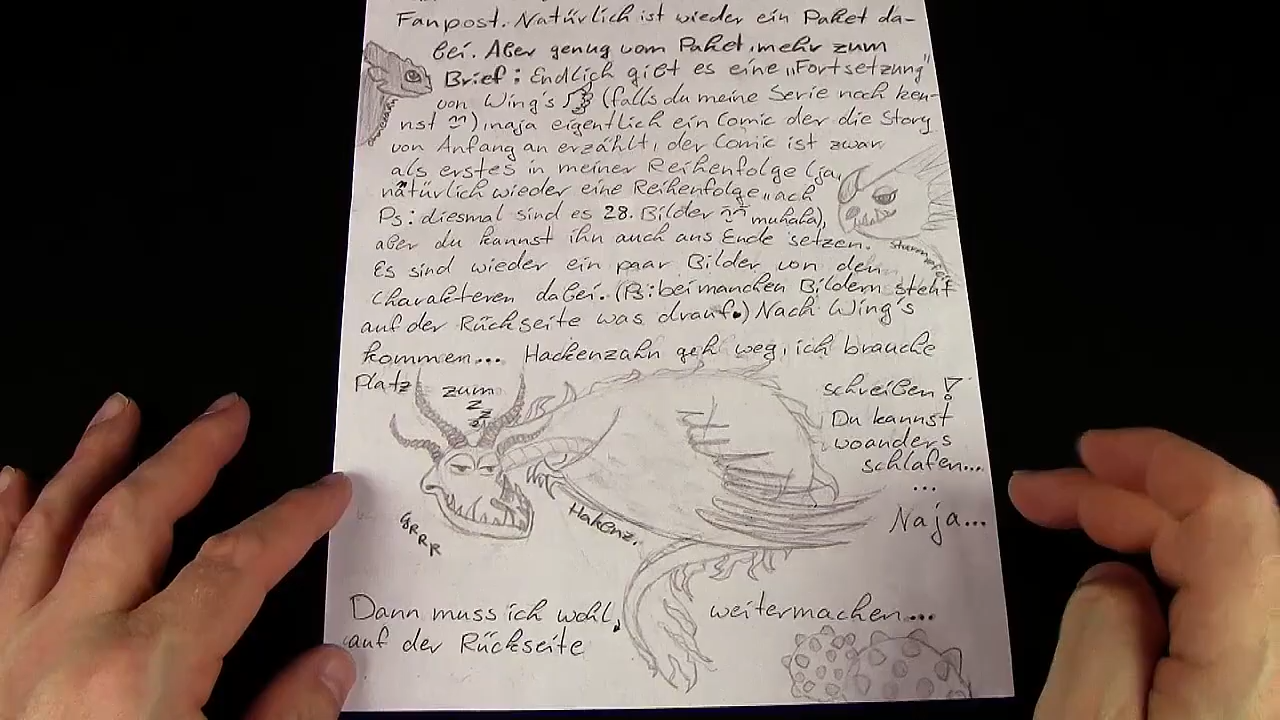 Fanpost. Natürlich ist wieder ein Paket da-
bei. Aber genug vom Paket, mehr zum
Brief: Endlich gibt es eine „Fortsetzung"
von Wing's (falls du meine Serie noch ken-
nst ^^), naja eigentlich ein Comic der die Story
von Anfang an erzählt, der Comic ist zwar
als erstes in meiner Reihenfolge (ja,
natürlich wieder eine Reihenfolge, ach
Ps: diesmal sind es 28. Bilder ^^ muhaha),
aber du kannst ihn auch ans Ende setzen.
Es sind wieder ein paar Bilder von den
Charakteren dabei. (Ps: bei manchen Bildern steht
auf der Rückseite was drauf.) Nach Wing's
kommen... Hackenzahn geh weg, ich brauche
Platz zum schreiben!
z
z
z
Du kannst
woanders
schlafen...
...
Naja...
GRRR
Hakenz.
Dann muss ich wohl, weitermachen...
auf der Rückseite